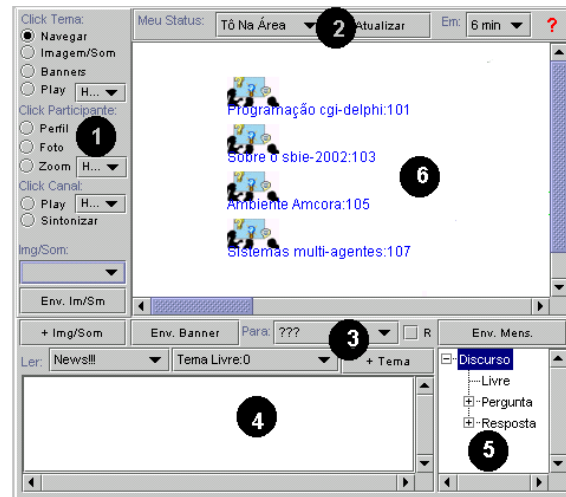 Click Tema:
Navegar
Imagem/Som
Banners
Play H...
Click Participante:
Perfil
Foto
Zoom H...
Click Canal:
Play H...
Sintonizar
Img/Som:
Env. Im/Sm
1
Meu Status: Tô Na Área 2 Atualizar Em: 6 min ?
Programação cgi-delphi:101
Sobre o sbie-2002:103
Ambiente Amcora:105
Sistemas multi-agentes:107
6
+ Img/Som Env. Banner Para: ??? 3 R Env. Mens.
Ler: News!!! Tema Livre:0 + Tema
4
Discurso
Livre
Pergunta
Resposta
5